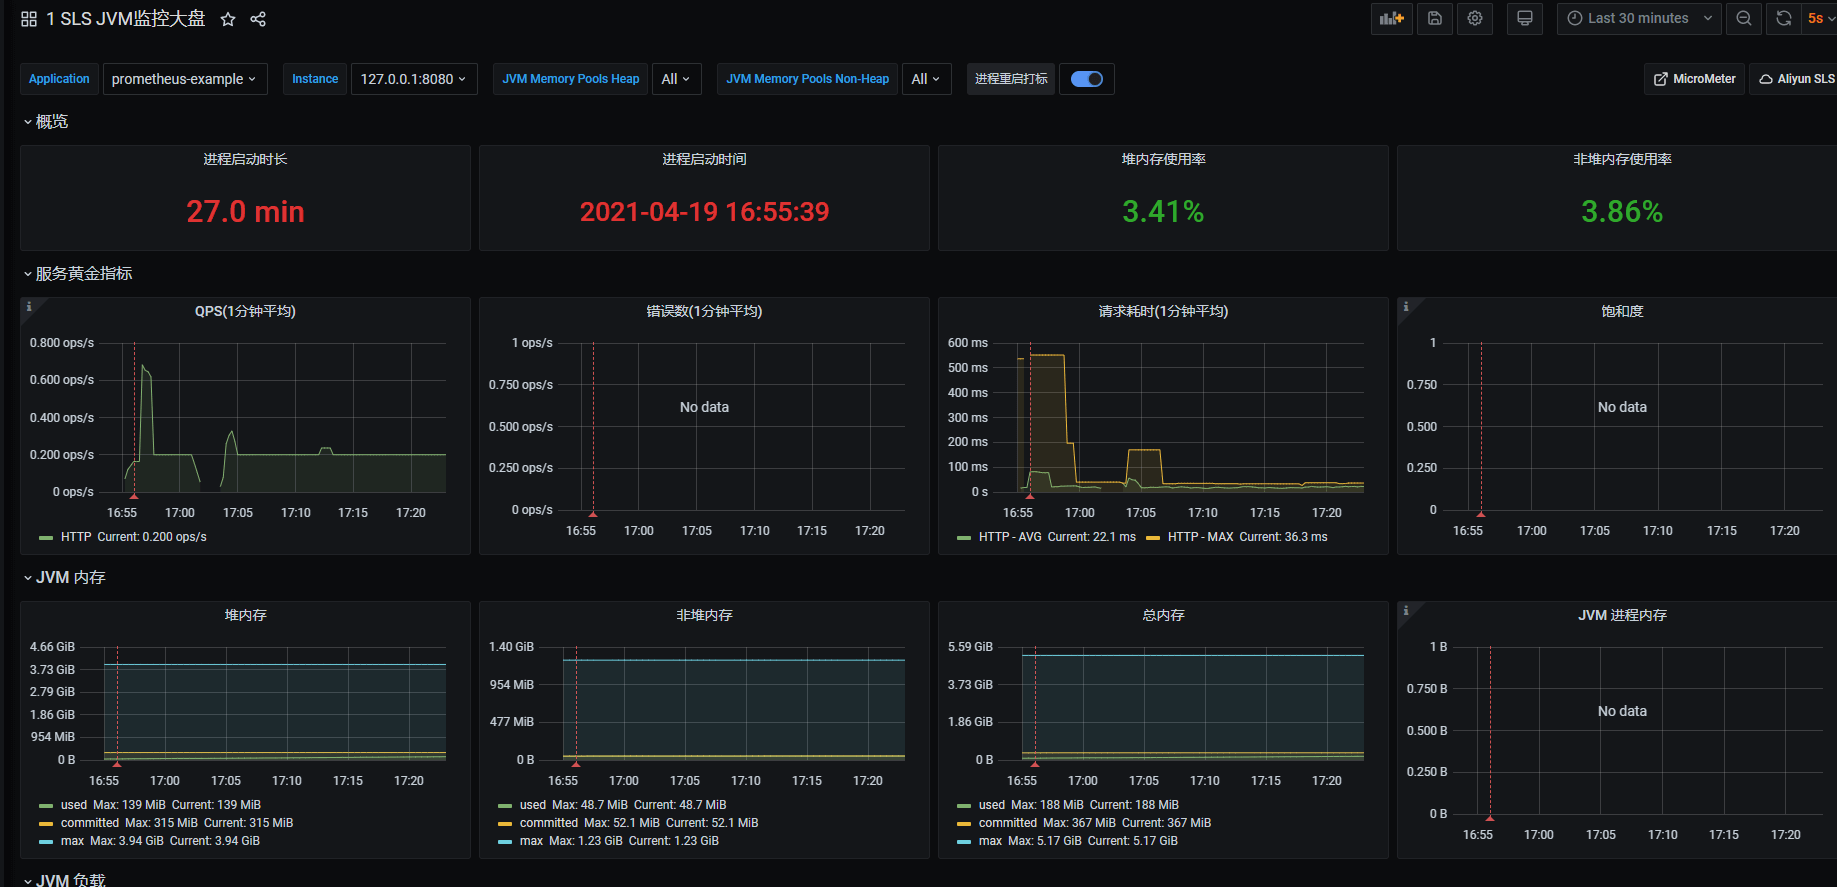 1 SLS JVM监控大盘
Last 30 minutes
5s
Application
prometheus-example
Instance
127.0.0.1:8080
JVM Memory Pools Heap
All
JVM Memory Pools Non-Heap
All
进程重启打标
MicroMeter
Aliyun SLS
概览
进程启动时长
27.0 min
进程启动时间
2021-04-19 16:55:39
堆内存使用率
3.41%
非堆内存使用率
3.86%
服务黄金指标
QPS(1分钟平均)
0.800 ops/s
0.600 ops/s
0.400 ops/s
0.200 ops/s
0 ops/s
16:55 17:00 17:05 17:10 17:15 17:20
HTTP Current: 0.200 ops/s
错误数(1分钟平均)
1 ops/s
0.750 ops/s
0.500 ops/s
0.250 ops/s
0 ops/s
No data
16:55 17:00 17:05 17:10 17:15 17:20
请求耗时(1分钟平均)
600 ms
500 ms
400 ms
300 ms
200 ms
100 ms
0 s
16:55 17:00 17:05 17:10 17:15 17:20
HTTP - AVG Current: 22.1 ms HTTP - MAX Current: 36.3 ms
饱和度
1
0.750
0.500
0.250
0
No data
16:55 17:00 17:05 17:10 17:15 17:20
JVM 内存
堆内存
4.66 GiB
3.73 GiB
2.79 GiB
1.86 GiB
954 MiB
0 B
16:55 17:00 17:05 17:10 17:15 17:20
used Max: 139 MiB Current: 139 MiB
committed Max: 315 MiB Current: 315 MiB
max Max: 3.94 GiB Current: 3.94 GiB
非堆内存
1.40 GiB
954 MiB
477 MiB
0 B
16:55 17:00 17:05 17:10 17:15 17:20
used Max: 48.7 MiB Current: 48.7 MiB
committed Max: 52.1 MiB Current: 52.1 MiB
max Max: 1.23 GiB Current: 1.23 GiB
总内存
5.59 GiB
3.73 GiB
1.86 GiB
0 B
16:55 17:00 17:05 17:10 17:15 17:20
used Max: 188 MiB Current: 188 MiB
committed Max: 367 MiB Current: 367 MiB
max Max: 5.17 GiB Current: 5.17 GiB
JVM 进程内存
1 B
0.750 B
0.500 B
0.250 B
0 B
No data
16:55 17:00 17:05 17:10 17:15 17:20
JVM 负载